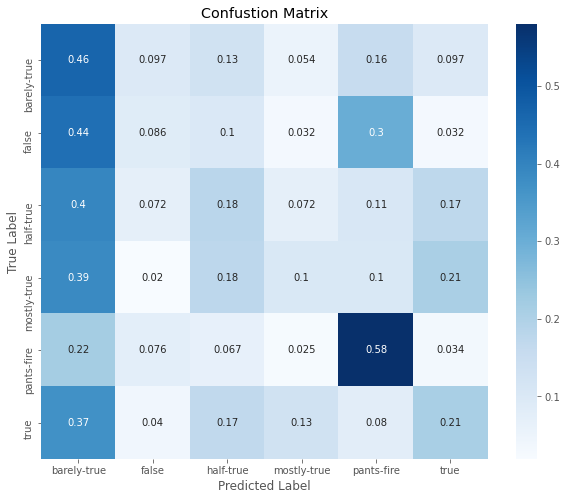 Confustion Matrix
True Label
barely-true 0.46 0.097 0.13 0.054 0.16 0.097
false 0.44 0.086 0.1 0.032 0.3 0.032
half-true 0.4 0.072 0.18 0.072 0.11 0.17
mostly-true 0.39 0.02 0.18 0.1 0.1 0.21
pants-fire 0.22 0.076 0.067 0.025 0.58 0.034
true 0.37 0.04 0.17 0.13 0.08 0.21
barely-true false half-true mostly-true pants-fire true
Predicted Label
0.5
0.4
0.3
0.2
0.1